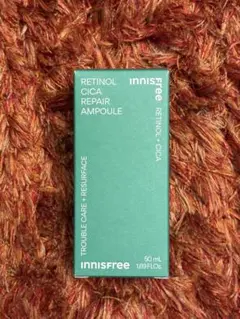 RETINOL
CICA
REPAIR
AMPOULE
INNISFREE
RETINOL + CICA
TROUBLE CARE + RESURFACE
INNISFREE
50 mL
1.69 FL.Oz.